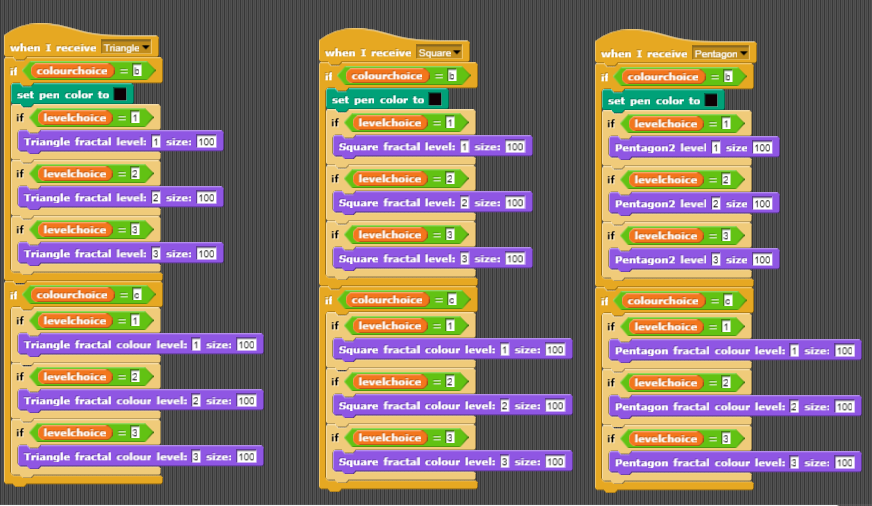 when I receive Triangle
if colourchoice = b
set pen color to
if levelchoice = 1
Triangle fractal level: 1 size: 100
if levelchoice = 2
Triangle fractal level: 2 size: 100
if levelchoice = 3
Triangle fractal level: 3 size: 100
if colourchoice = c
if levelchoice = 1
Triangle fractal colour level: 1 size: 100
if levelchoice = 2
Triangle fractal colour level: 2 size: 100
if levelchoice = 3
Triangle fractal colour level: 3 size: 100
when I receive Square
if colourchoice = b
set pen color to
if levelchoice = 1
Square fractal level: 1 size: 100
if levelchoice = 2
Square fractal level: 2 size: 100
if levelchoice = 3
Square fractal level: 3 size: 100
if colourchoice = c
if levelchoice = 1
Square fractal colour level: 1 size: 100
if levelchoice = 2
Square fractal colour level: 2 size: 100
if levelchoice = 3
Square fractal colour level: 3 size: 100
when I receive Pentagon
if colourchoice = b
set pen color to
if levelchoice = 1
Pentagon2 level 1 size 100
if levelchoice = 2
Pentagon2 level 2 size 100
if levelchoice = 3
Pentagon2 level 3 size 100
if colourchoice = c
if levelchoice = 1
Pentagon fractal colour level: 1 size: 100
if levelchoice = 2
Pentagon fractal colour level: 2 size: 100
if levelchoice = 3
Pentagon fractal colour level: 3 size: 100